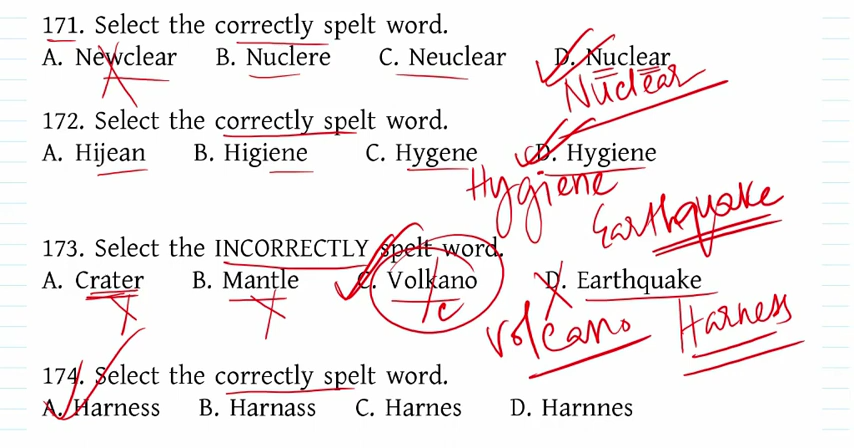 171. Select the correctly spelt word.
A. Newclear B. Nuclere C. Neuclear D. Nuclear
Nuclear
172. Select the correctly spelt word.
A. Hijean B. Higiene C. Hygene D. Hygiene
Hygiene
Earthquake
173. Select the INCORRECTLY spelt word.
A. Crater B. Mantle C. Volkano D. Earthquake
c
Volcano Harness
174. Select the correctly spelt word.
A. Harness B. Harnass C. Harnes D. Harnnes